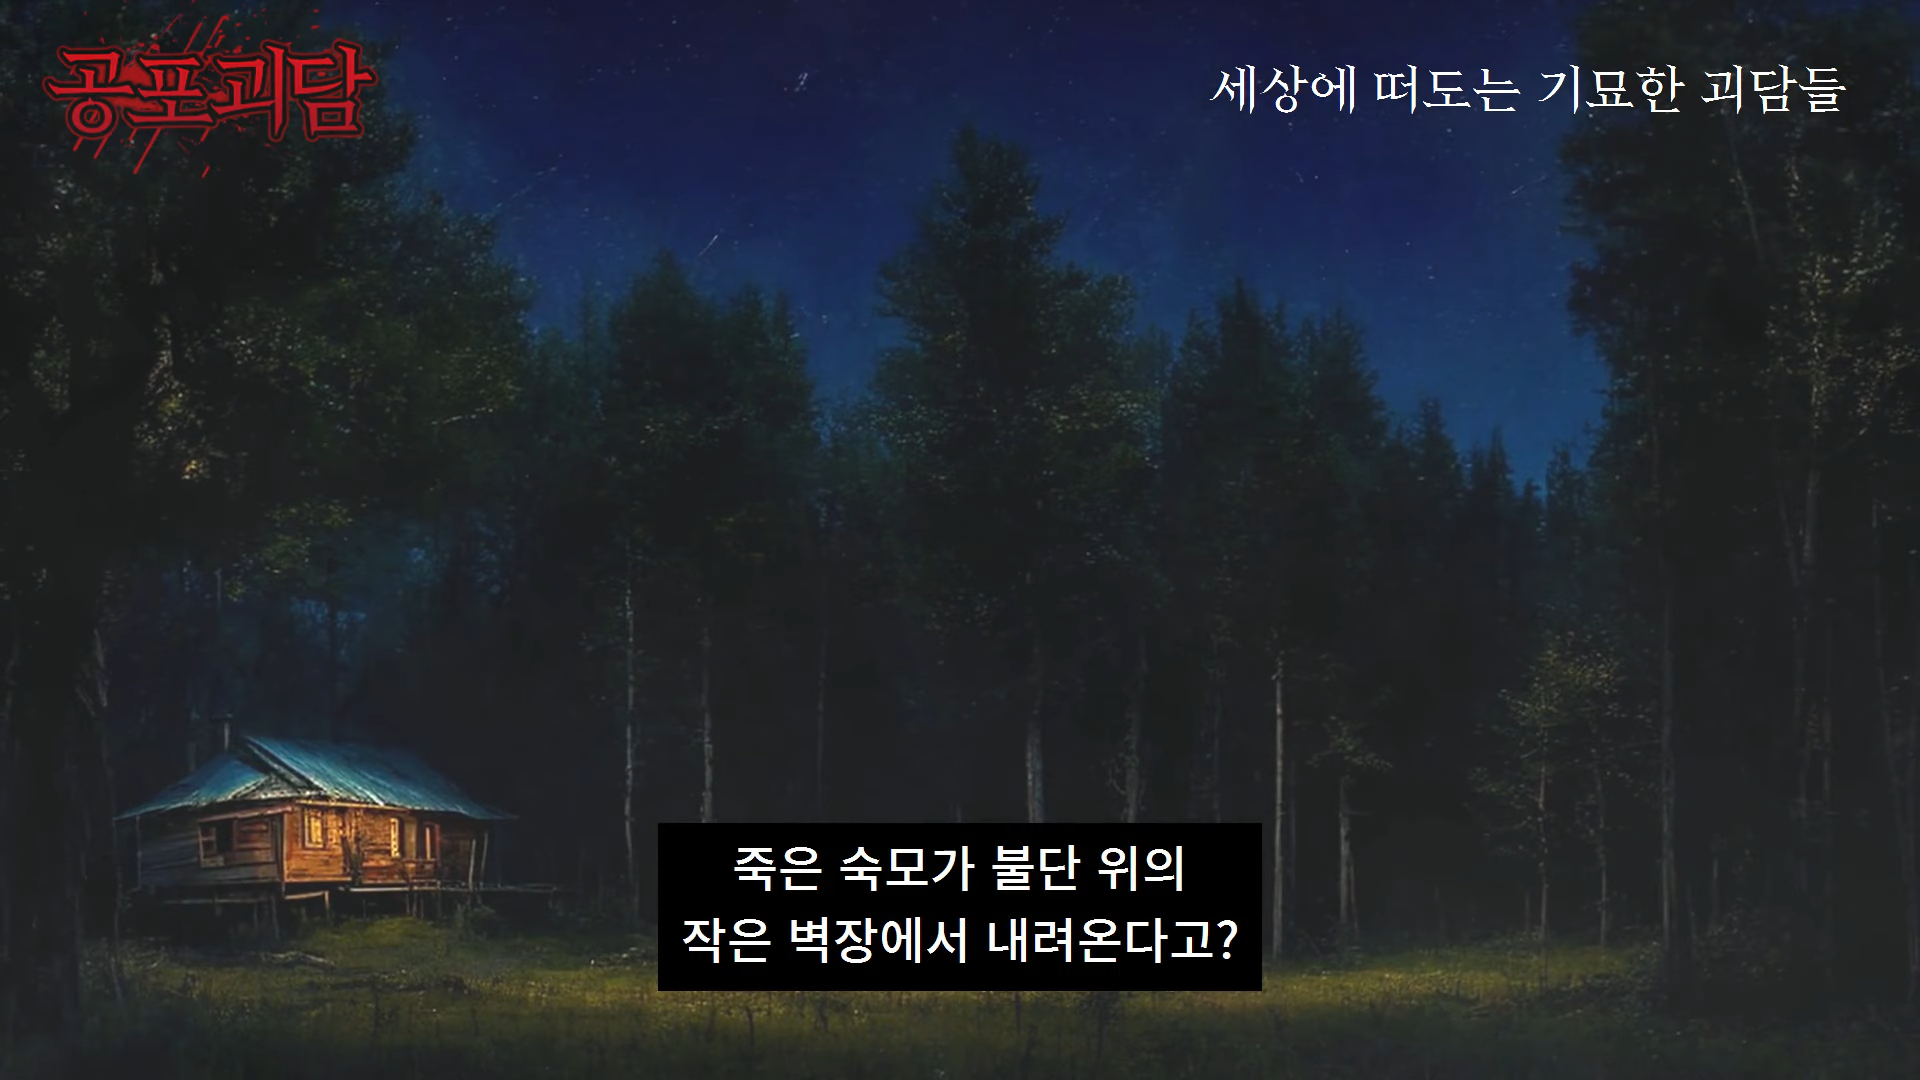 공포괴담
세상에 떠도는 기묘한 괴담들
죽은 숙모가 불단 위의
작은 벽장에서 내려온다고?